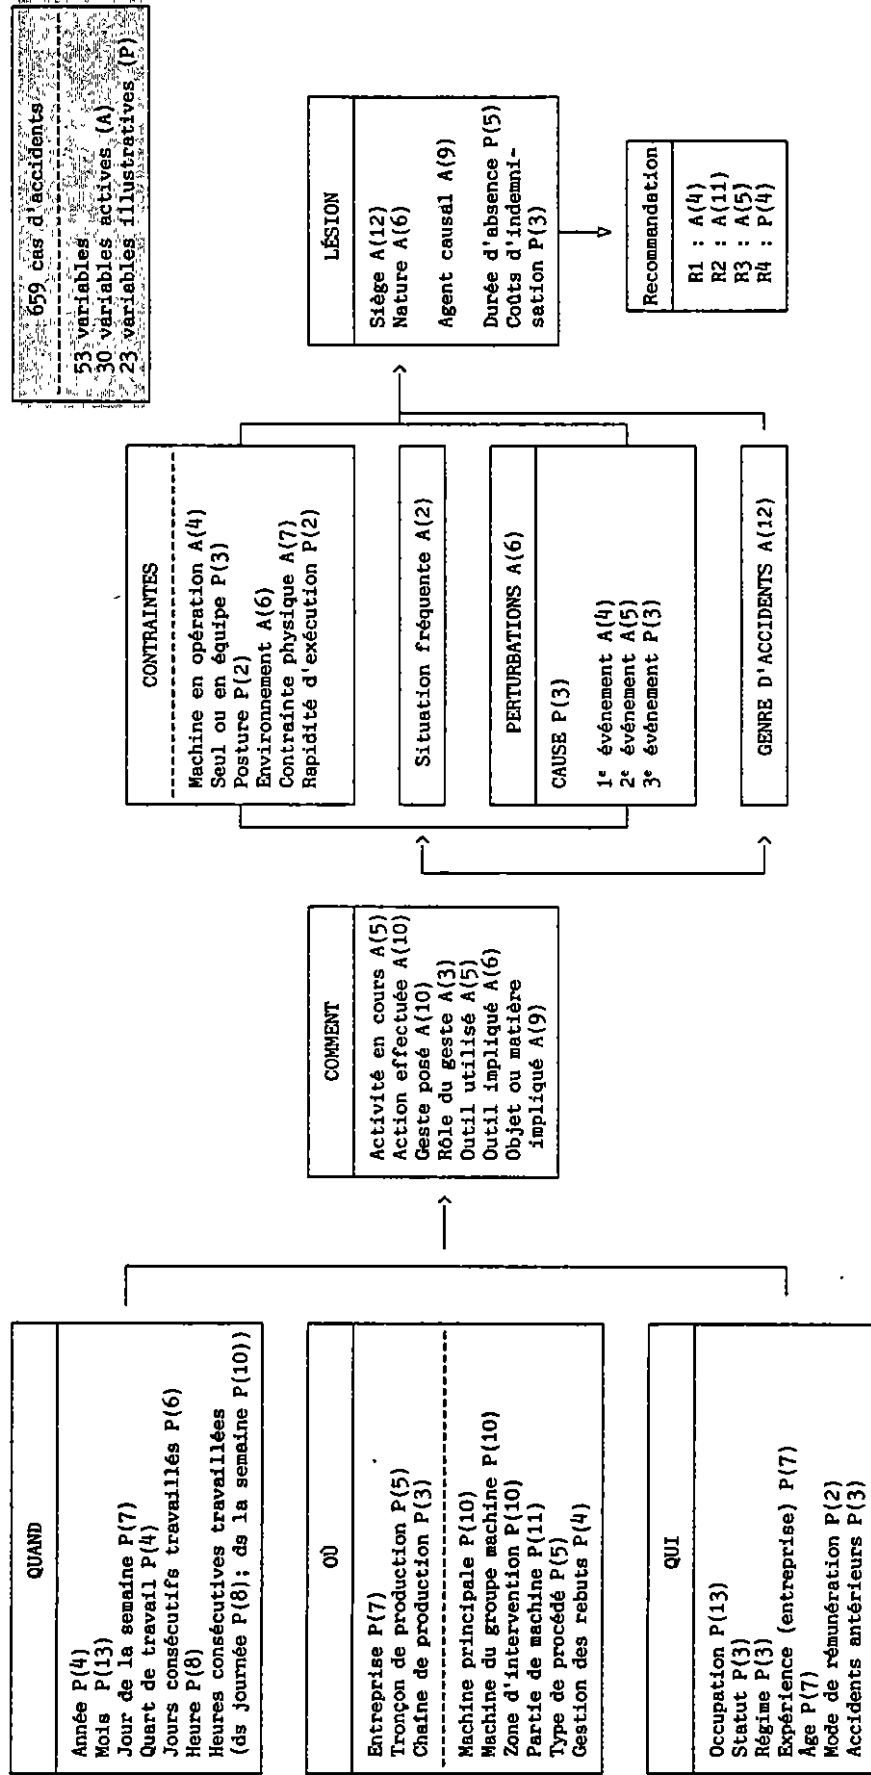 659 cas d'accidents
53 variables
30 variables actives (A)
23 variables illustratives (P)
QUAND
Année P(4)
Mois P(13)
Jour de la semaine P(7)
Quart de travail P(4)
Jours consécutifs travaillés P(6)
Heure P(8)
Heures consécutives travaillées
(ds journée P(8); ds la semaine P(10))
OÙ
Entreprise P(7)
Tronçon de production P(5)
Chaîne de production P(3)
Machine principale P(10)
Machine du groupe machine P(10)
Zone d'intervention P(10)
Partie de machine P(11)
Type de procédé P(5)
Gestion des rebuts P(4)
QUI
Occupation P(13)
Statut P(3)
Régime P(3)
Expérience (entreprise) P(7)
Âge P(7)
Mode de rémunération P(2)
Accidents antérieurs P(3)
COMMENT
Activité en cours A(5)
Action effectuée A(10)
Geste posé A(10)
Rôle du geste A(3)
Outil utilisé A(5)
Outil impliqué A(6)
Objet ou matière
impliqué A(9)
CONTRAINTES
Machine en opération A(4)
Seul ou en équipe P(3)
Posture P(2)
Environnement A(6)
Contrainte physique A(7)
Rapidité d'exécution P(2)
Situation fréquente A(2)
PERTURBATIONS A(6)
CAUSE P(3)
1e événement A(4)
2e événement A(5)
3e événement P(3)
GENRE D'ACCIDENTS A(12)
LÉSION
Siège A(12)
Nature A(6)
Agent causal A(9)
Durée d'absence P(5)
Coûts d'indemni-
sation P(3)
Recommandation
R1 : A(4)
R2 : A(11)
R3 : A(5)
R4 : P(4)